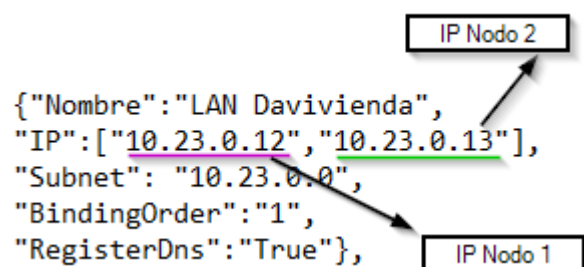 IP Nodo 2
{"Nombre":"LAN Davivienda",
"IP":["10.23.0.12","10.23.0.13"],
"Subnet": "10.23.0.0",
"BindingOrder":"1",
"RegisterDns":"True"},
IP Nodo 1